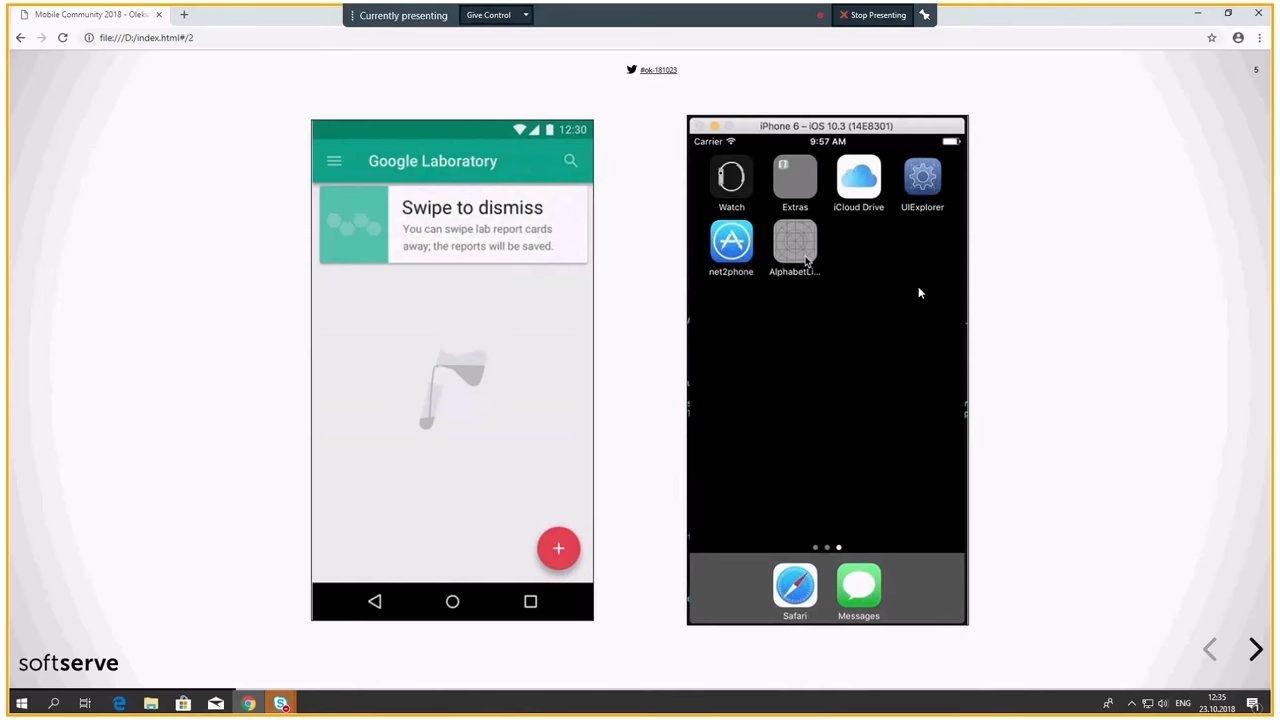 Mobile Community 2018 - Oleks
Currently presenting
Give Control
Stop Presenting
file:///D:/index.html#/2
#ok-181023
5
12:30
Google Laboratory
Swipe to dismiss
You can swipe lab report cards
away; the reports will be saved.
iPhone 6 – iOS 10.3 (14E8301)
Carrier
9:57 AM
Watch
Extras
iCloud Drive
UIExplorer
net2phone
AlphabetLi...
Safari
Messages
softserve
ENG
12:35
23.10.2018
1